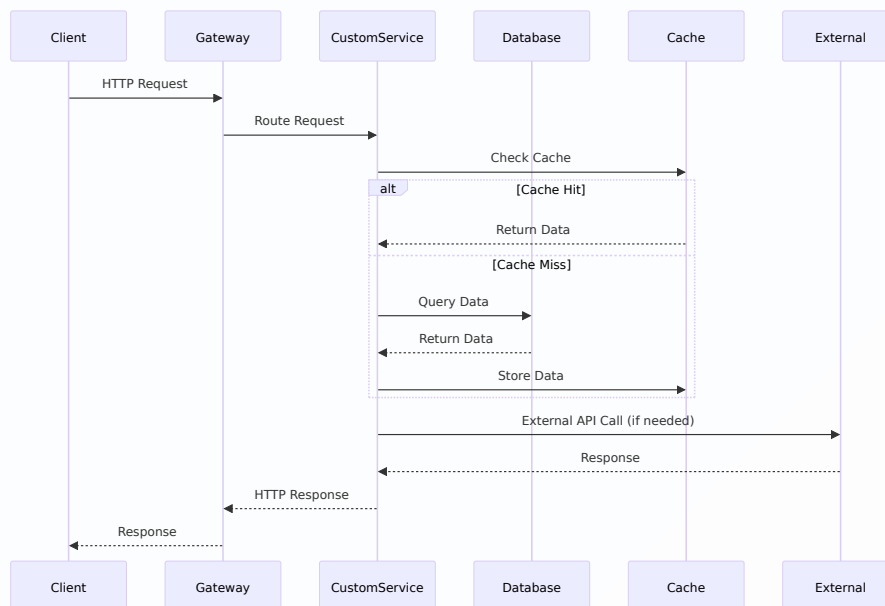 Client Gateway CustomService Database Cache External
HTTP Request
Route Request
Check Cache
alt [Cache Hit]
Return Data
[Cache Miss]
Query Data
Return Data
Store Data
External API Call (if needed)
Response
HTTP Response
Response
Client Gateway CustomService Database Cache External